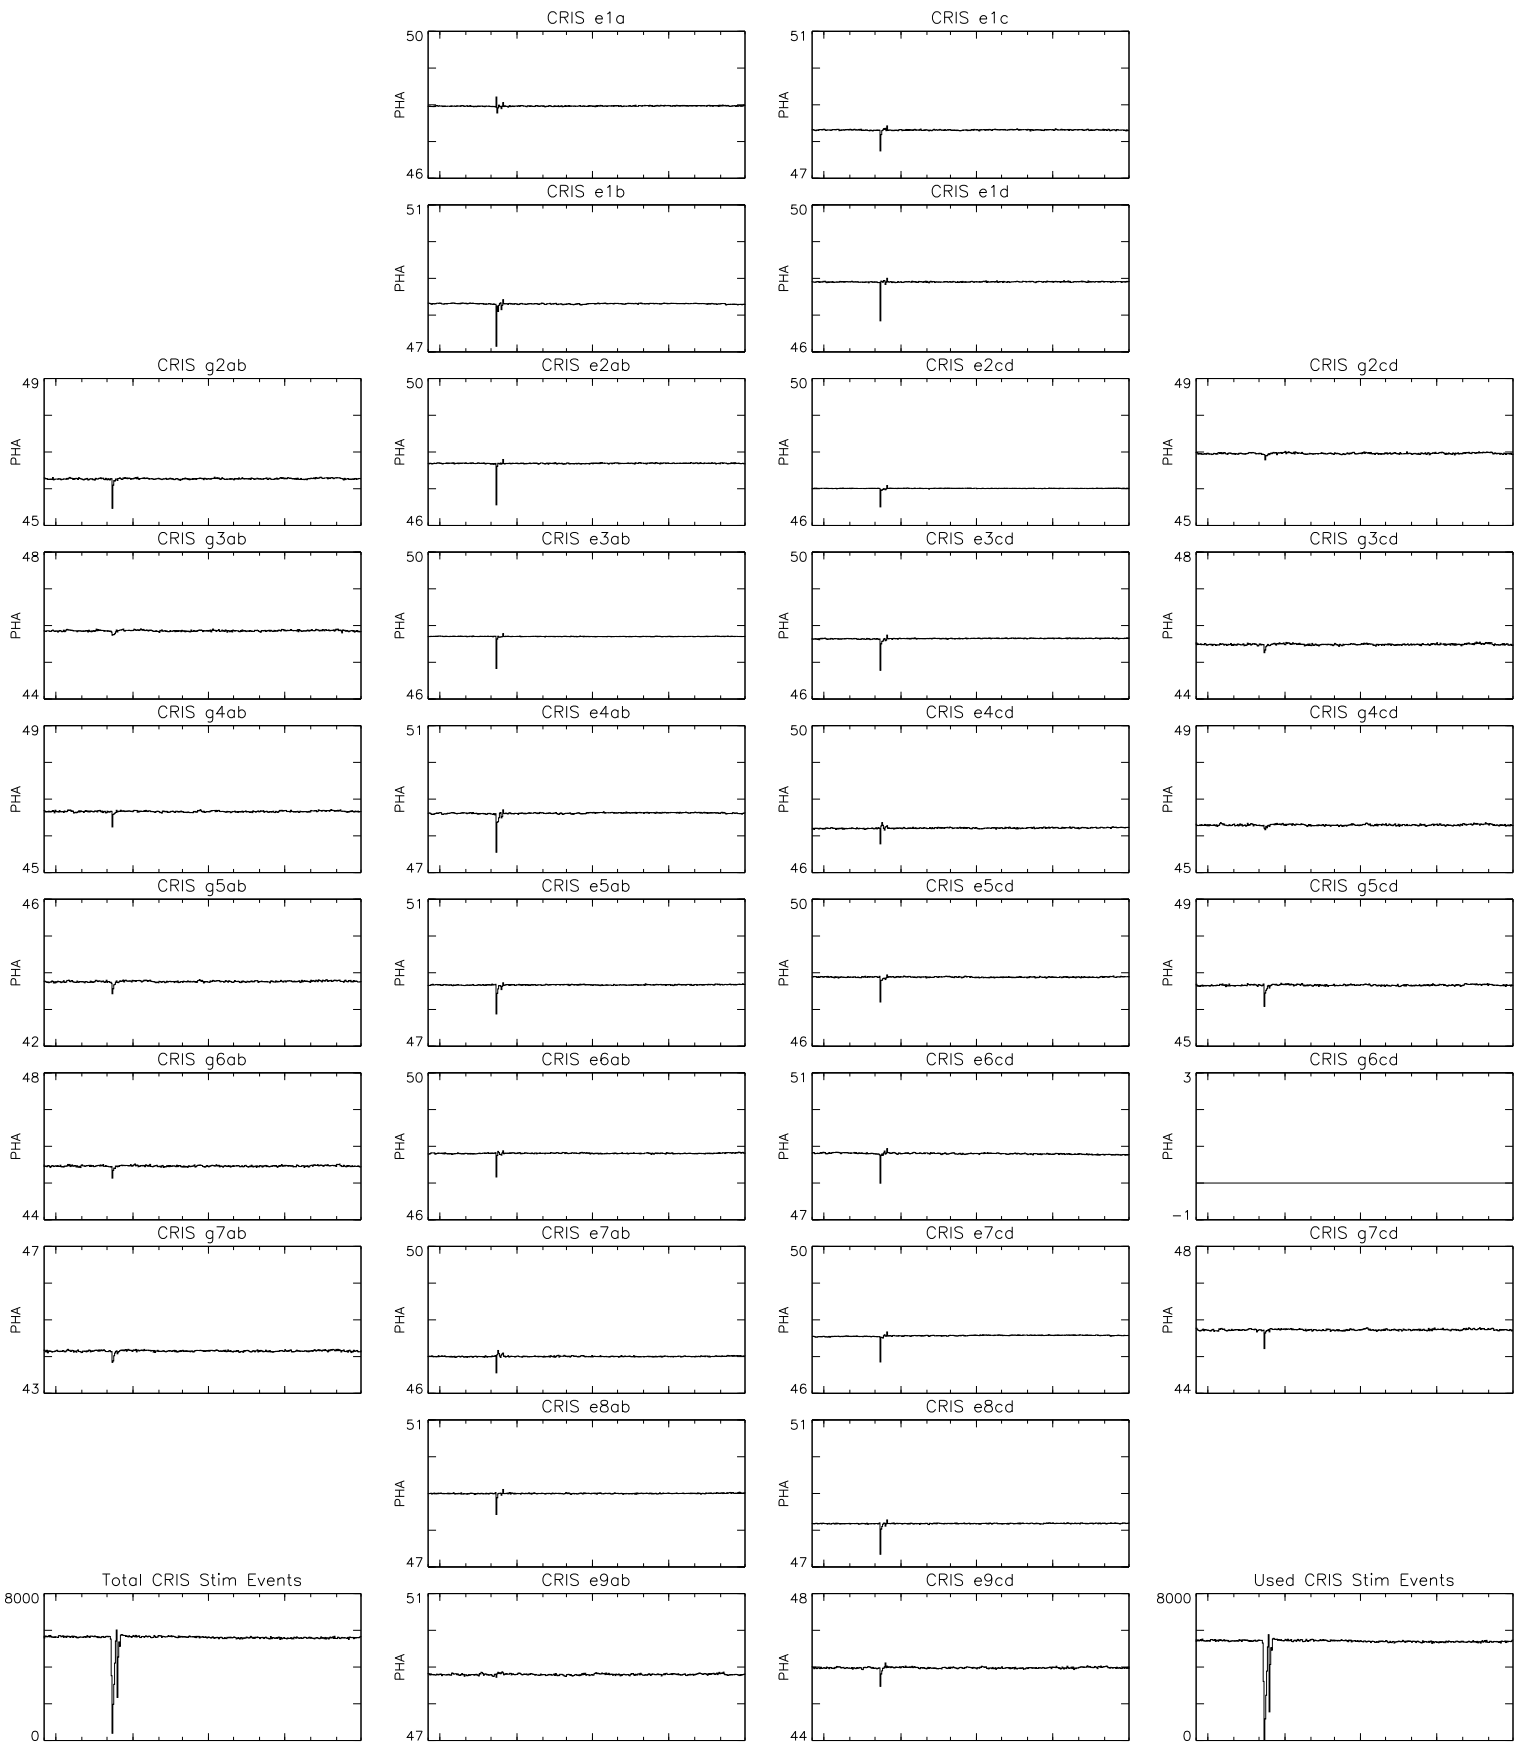 CRIS e1a
CRIS e1c
50
PHA
46
51
PHA
47
CRIS e1b
CRIS e1d
51
PHA
47
50
PHA
46
CRIS g2ab
CRIS e2ab
CRIS e2cd
CRIS g2cd
49
PHA
45
50
PHA
46
50
PHA
46
49
PHA
45
CRIS g3ab
CRIS e3ab
CRIS e3cd
CRIS g3cd
48
PHA
44
50
PHA
46
50
PHA
46
48
PHA
44
CRIS g4ab
CRIS e4ab
CRIS e4cd
CRIS g4cd
49
PHA
45
51
PHA
47
50
PHA
46
49
PHA
45
CRIS g5ab
CRIS e5ab
CRIS e5cd
CRIS g5cd
46
PHA
42
51
PHA
47
50
PHA
46
49
PHA
45
CRIS g6ab
CRIS e6ab
CRIS e6cd
CRIS g6cd
48
PHA
44
50
PHA
46
51
PHA
47
3
PHA
-1
CRIS g7ab
CRIS e7ab
CRIS e7cd
CRIS g7cd
47
PHA
43
50
PHA
46
50
PHA
46
48
PHA
44
CRIS e8ab
CRIS e8cd
51
PHA
47
51
PHA
47
Total CRIS Stim Events
CRIS e9ab
CRIS e9cd
Used CRIS Stim Events
8000
0
51
PHA
47
48
PHA
44
8000
0